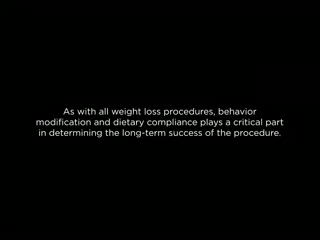 As with all weight loss procedures, behavior
modification and dietary compliance plays a critical part
in determining the long-term success of the procedure.